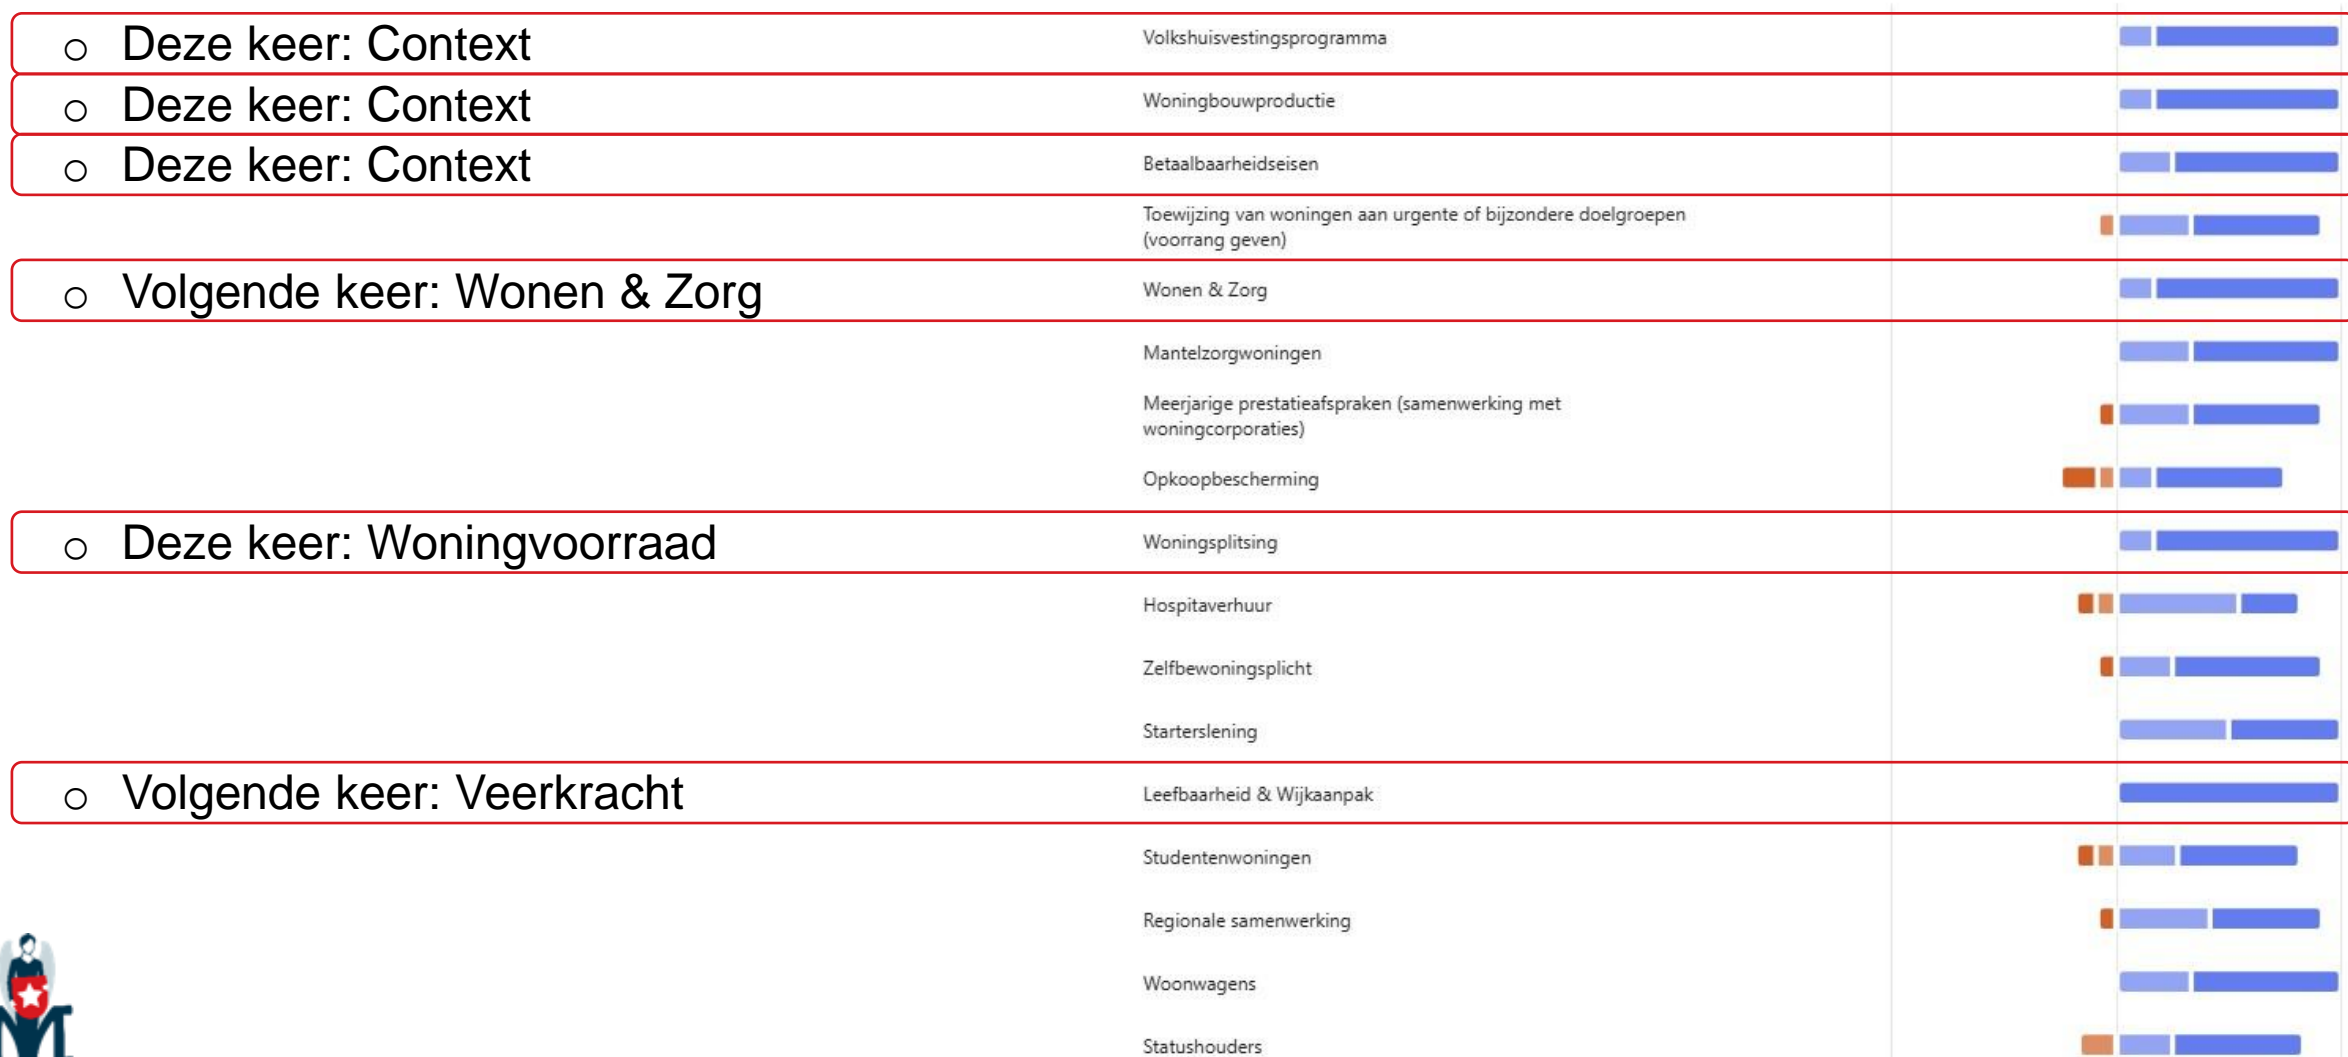 o Deze keer: Context
Volkshuisvestingsprogramma
o Deze keer: Context
Woningbouwproductie
o Deze keer: Context
Betaalbaarheidseisen
Toewijzing van woningen aan urgente of bijzondere doelgroepen
(voorrang geven)
o Volgende keer: Wonen & Zorg
Wonen & Zorg
Mantelzorgwoningen
Meerjarige prestatieafspraken (samenwerking met
woningcorporaties)
Opkoopbescherming
o Deze keer: Woningvoorraad
Woningsplitsing
Hospitaverhuur
Zelfbewoningsplicht
Starterslening
o Volgende keer: Veerkracht
Leefbaarheid & Wijkaanpak
Studentenwoningen
Regionale samenwerking
Woonwagens
Statushouders